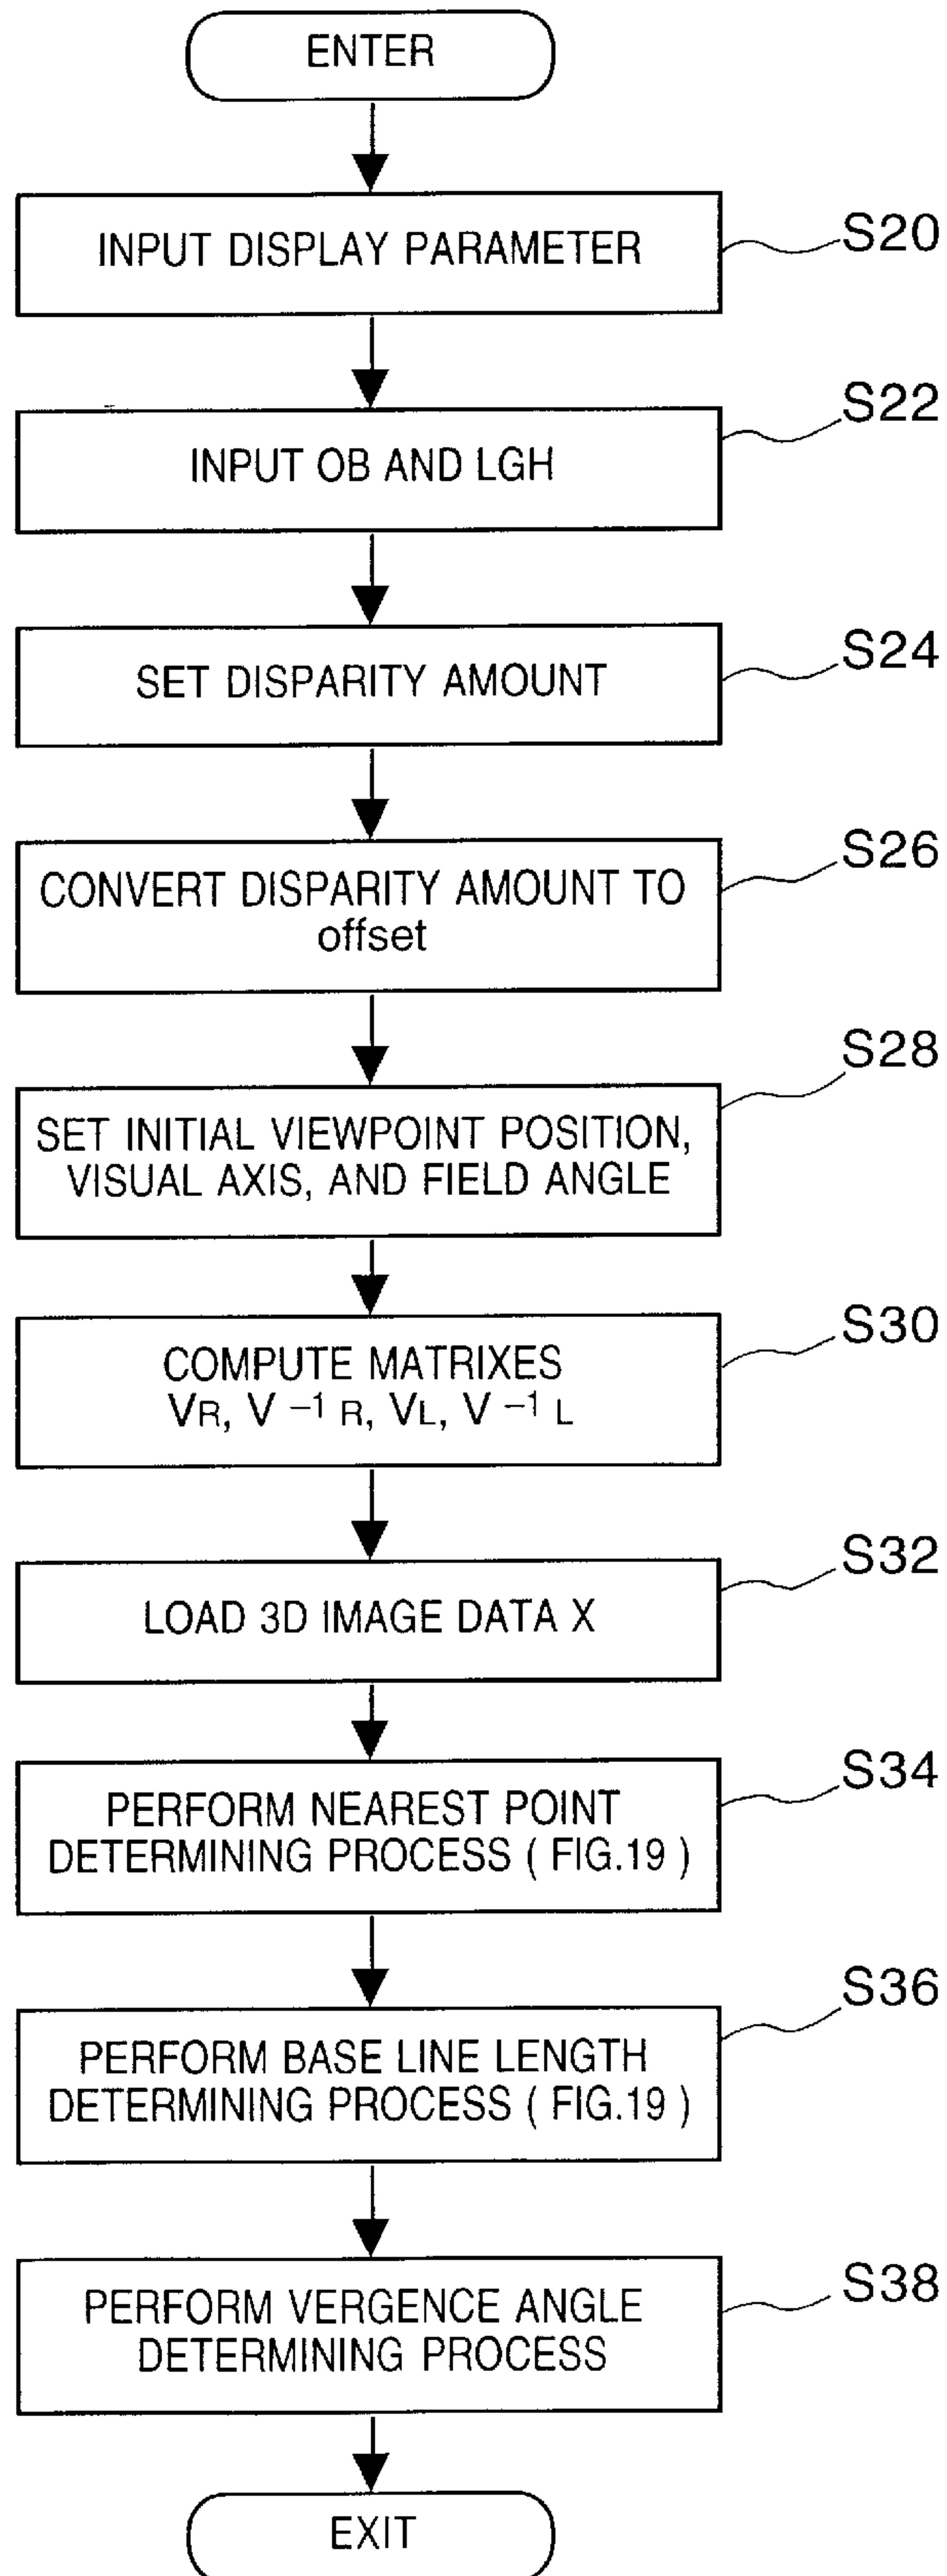 ENTER
INPUT DISPLAY PARAMETER
S20
INPUT OB AND LGH
S22
SET DISPARITY AMOUNT
S24
CONVERT DISPARITY AMOUNT TO
offset
S26
SET INITIAL VIEWPOINT POSITION,
VISUAL AXIS, AND FIELD ANGLE
S28
COMPUTE MATRIXES
VR, V⁻¹R, VL, V⁻¹L
S30
LOAD 3D IMAGE DATA X
S32
PERFORM NEAREST POINT
DETERMINING PROCESS ( FIG.19 )
S34
PERFORM BASE LINE LENGTH
DETERMINING PROCESS ( FIG.19 )
S36
PERFORM VERGENCE ANGLE
DETERMINING PROCESS
S38
EXIT